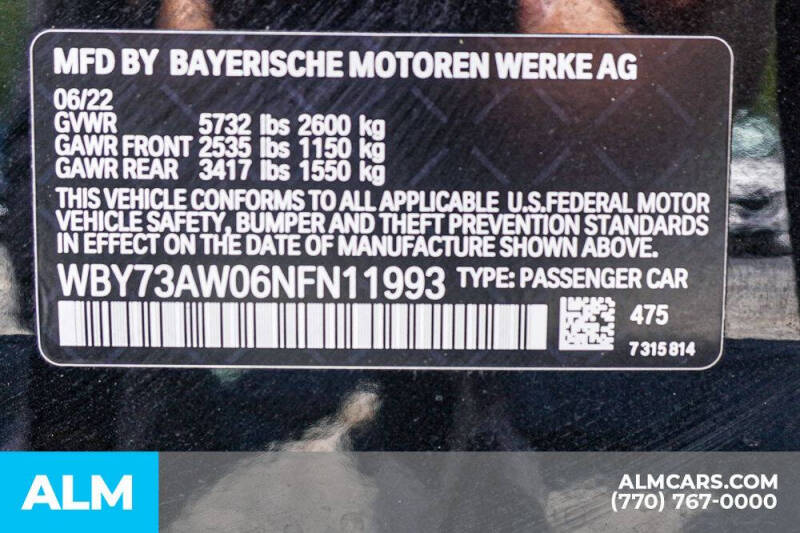 MFD BY BAYERISCHE MOTOREN WERKE AG
06/22
GVWR 5732 lbs 2600 kg
GAWR FRONT 2535 lbs 1150 kg
GAWR REAR 3417 lbs 1550 kg
THIS VEHICLE CONFORMS TO ALL APPLICABLE U.S.FEDERAL MOTOR
VEHICLE SAFETY, BUMPER AND THEFT PREVENTION STANDARDS
IN EFFECT ON THE DATE OF MANUFACTURE SHOWN ABOVE.
WBY73AW06NFN11993 TYPE: PASSENGER CAR
475
7315814
ALM
ALMCARS.COM
(770) 767-0000